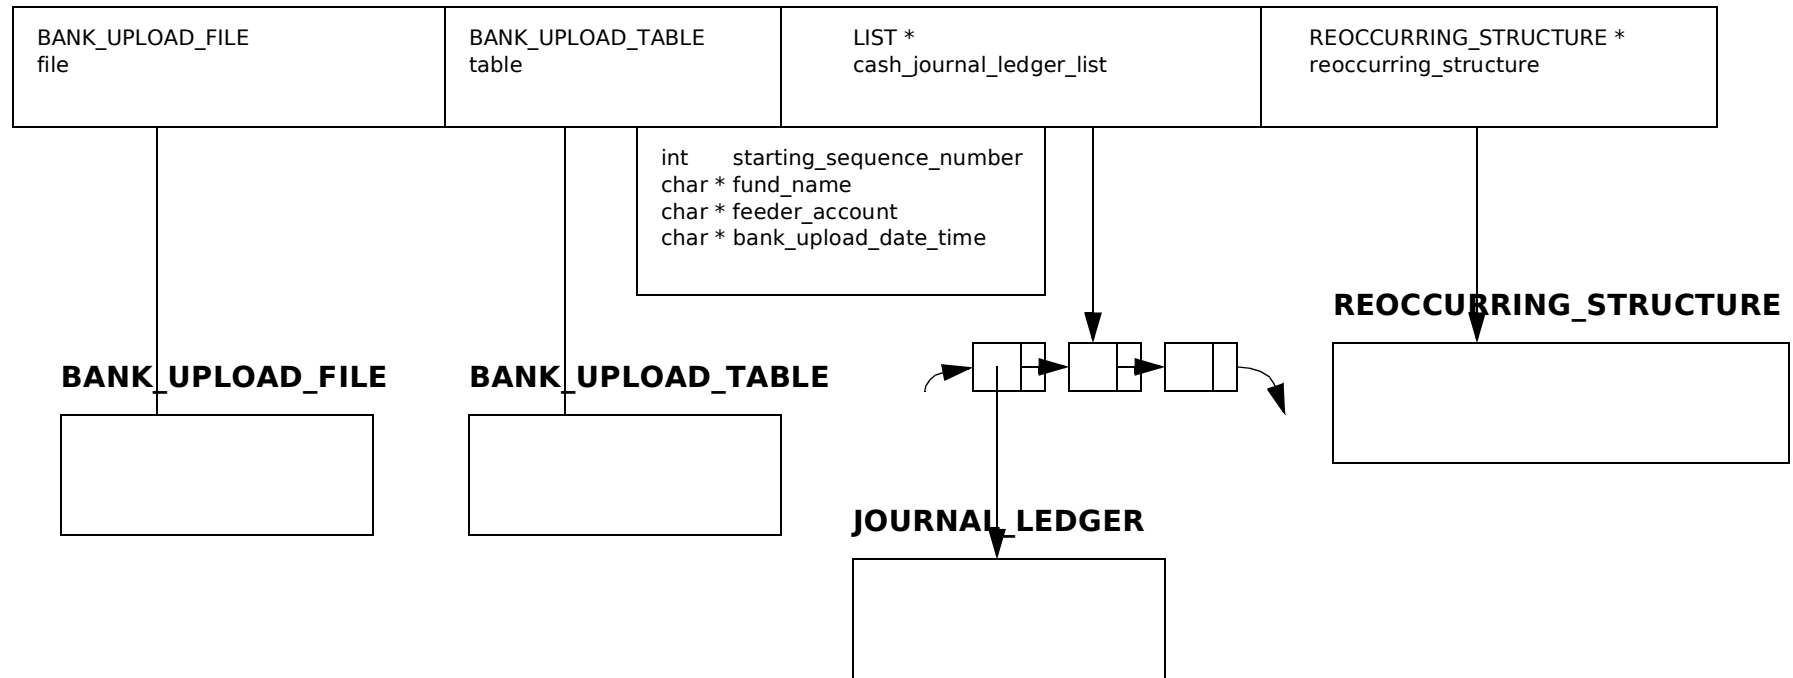 BANK_UPLOAD_FILE
file
BANK_UPLOAD_TABLE
table
LIST *
cash_journal_ledger_list
REOCCURRING_STRUCTURE *
reoccurring_structure
int starting_sequence_number
char * fund_name
char * feeder_account
char * bank_upload_date_time
REOCCURRING_STRUCTURE
BANK_UPLOAD_FILE
BANK_UPLOAD_TABLE
JOURNAL_LEDGER